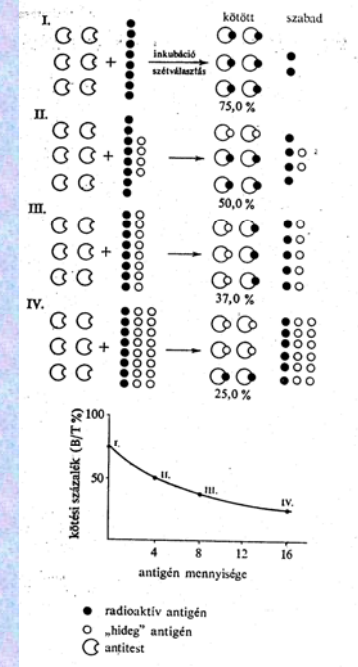 I.
kötött szabad
inkubáció
szétválasztás
+
75,0 %
II.
+
50,0 %
III.
+
37,0 %
IV.
+
25,0 %
kötési százalék (B/T %)
100
50
I.
II.
III.
IV.
4 8 12 16
antigén mennyisége
radioaktív antigén
„hideg” antigén
antitest